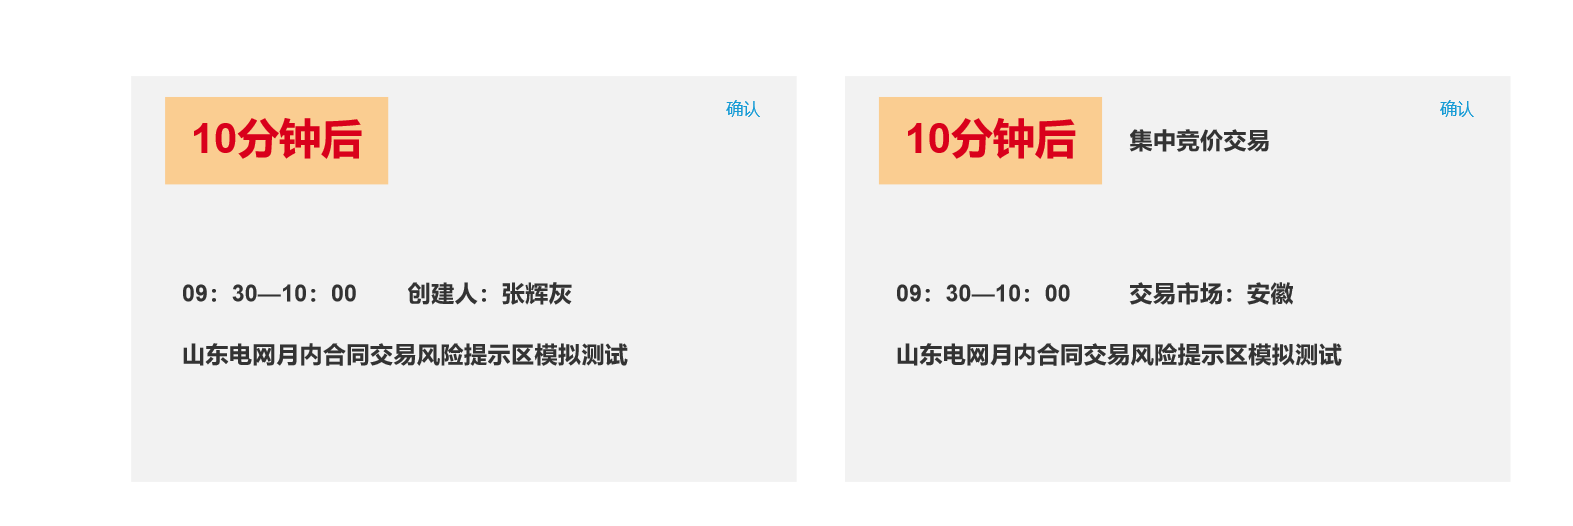 10分钟后
确认
09：30—10：00 创建人：张辉灰
山东电网月内合同交易风险提示区模拟测试
10分钟后
集中竞价交易
确认
09：30—10：00 交易市场：安徽
山东电网月内合同交易风险提示区模拟测试